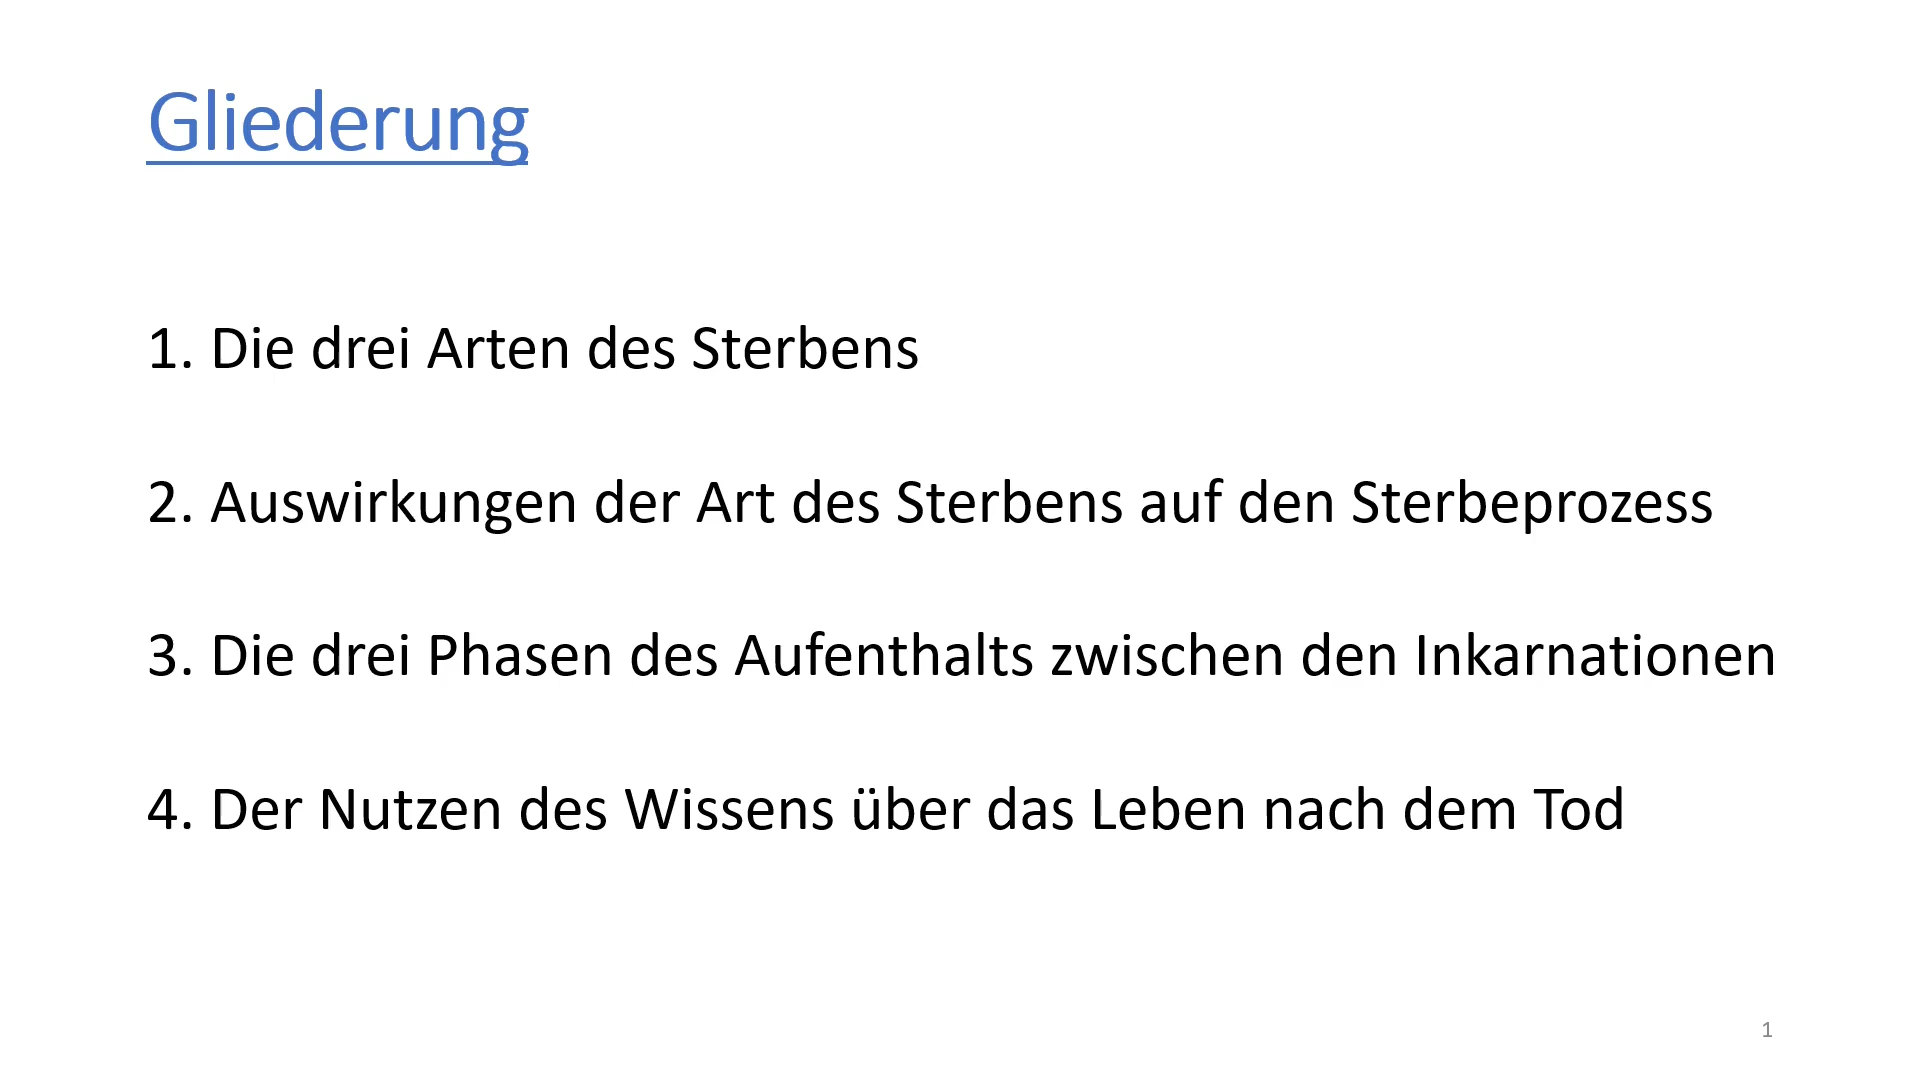 Gliederung
1. Die drei Arten des Sterbens
2. Auswirkungen der Art des Sterbens auf den Sterbeprozess
3. Die drei Phasen des Aufenthalts zwischen den Inkarnationen
4. Der Nutzen des Wissens über das Leben nach dem Tod
1